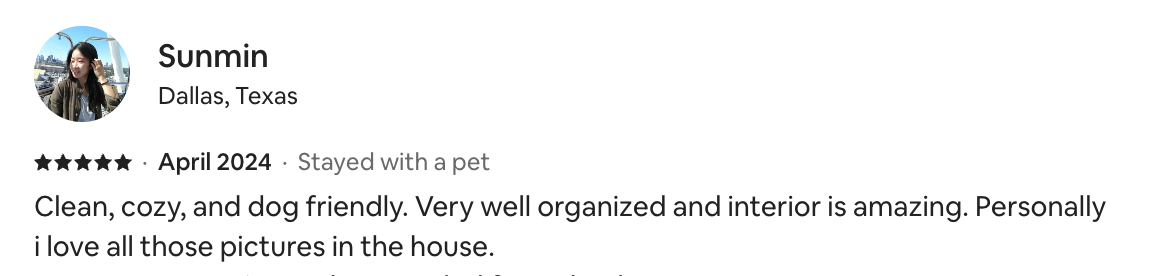 Sunmin
Dallas, Texas
★★★★★ · April 2024 · Stayed with a pet
Clean, cozy, and dog friendly. Very well organized and interior is amazing. Personally
i love all those pictures in the house.